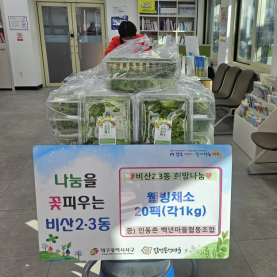 나눔을
꽃피우는
비산2·3동
#비산2.3동 희망나눔♥
웰빙채소
20팩(각1kg)
증) 인동촌 백년마을협동조합
대구광역시서구